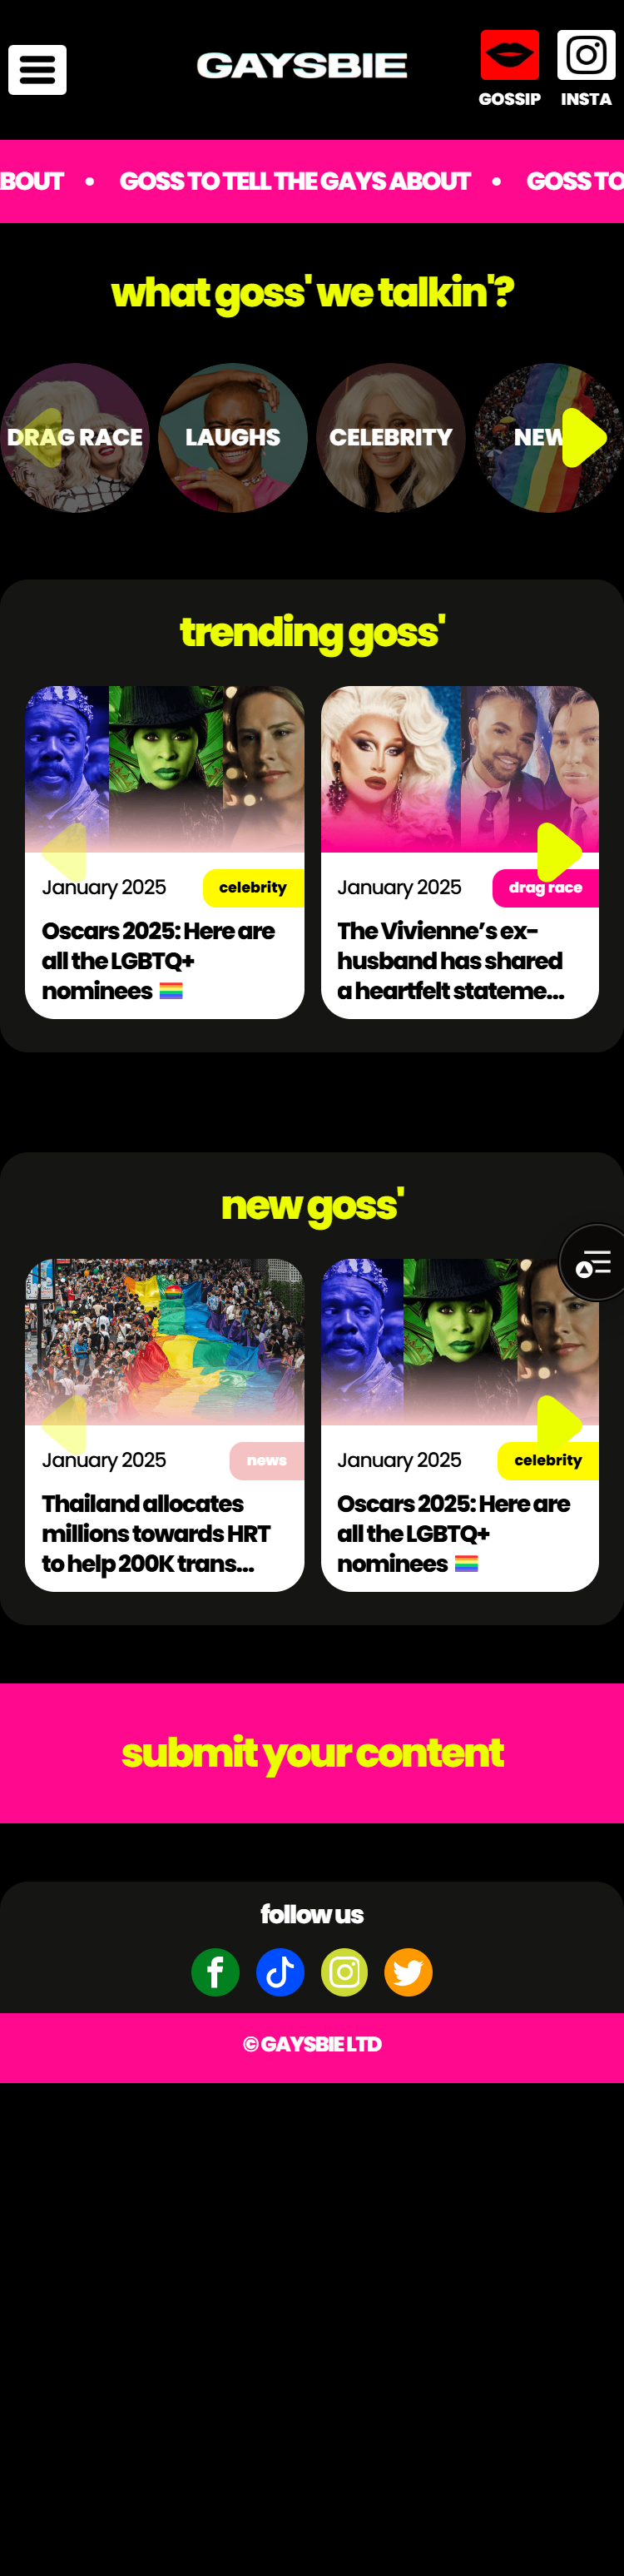 GAYSBIE
GOSSIP
INSTA
BOUT • GOSS TO TELL THE GAYS ABOUT • GOSS TO
what goss' we talkin'?
DRAG RACE
LAUGHS
CELEBRITY
NEW
trending goss'
January 2025
celebrity
Oscars 2025: Here are
all the LGBTQ+
nominees 🏳️‍🌈
January 2025
drag race
The Vivienne’s ex-
husband has shared
a heartfelt stateme...
new goss'
January 2025
news
Thailand allocates
millions towards HRT
to help 200K trans...
January 2025
celebrity
Oscars 2025: Here are
all the LGBTQ+
nominees 🏳️‍🌈
submit your content
follow us
© GAYSBIE LTD